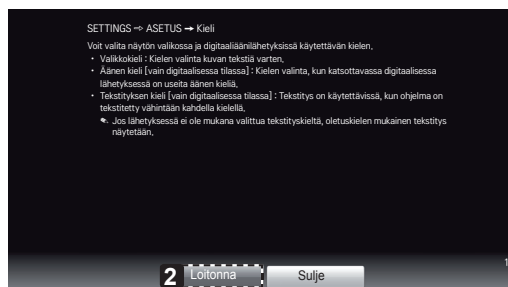 SETTINGS ⇨ ASETUS ➙ Kieli
Voit valita näytön valikossa ja digitaaliäänilähetyksissä käytettävän kielen.
• Valikkokieli : Kielen valinta kuvan tekstiä varten.
• Äänen kieli [vain digitaalisessa tilassa] : Kielen valinta, kun katsottavassa digitaalisessa
lähetyksessä on useita äänen kieliä.
• Tekstityksen kieli [vain digitaalisessa tilassa] : Tekstitys on käytettävissä, kun ohjelma on
tekstitetty vähintään kahdella kielellä.
Jos lähetyksessä ei ole mukana valittua tekstityskieltä, oletuskielen mukainen tekstitys
näytetään.
1
2 Loitonna Sulje